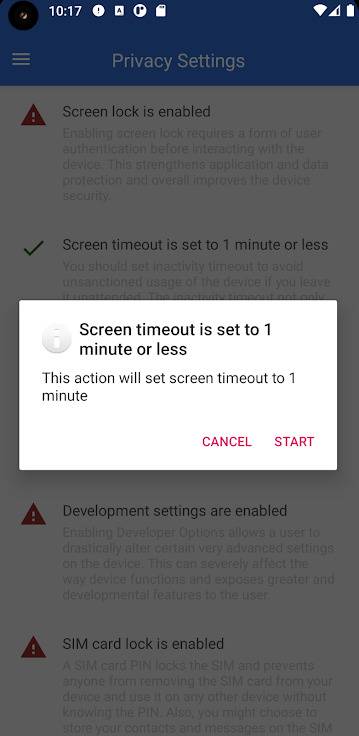 10:17
Privacy Settings
Screen lock is enabled
Enabling screen lock requires a form of user
authentication before interacting with the
device. This strengthens application and data
protection and overall improves the device
security.
Screen timeout is set to 1 minute or less
You should set inactivity timeout to avoid
unsanctioned usage of the device if you leave
it unattended. The inactivity timeout not only
Screen timeout is set to 1
minute or less
This action will set screen timeout to 1
minute
CANCEL START
Development settings are enabled
Enabling Developer Options allows a user to
drastically alter certain very advanced settings
on the device. This can severely affect the
way device functions and exposes greater and
developmental features to the user.
SIM card lock is enabled
A SIM card PIN locks the SIM and prevents
anyone from removing the SIM card from your
device and use it on any other device without
knowing the PIN. Also, you might choose to
store your contacts and messages on the SIM